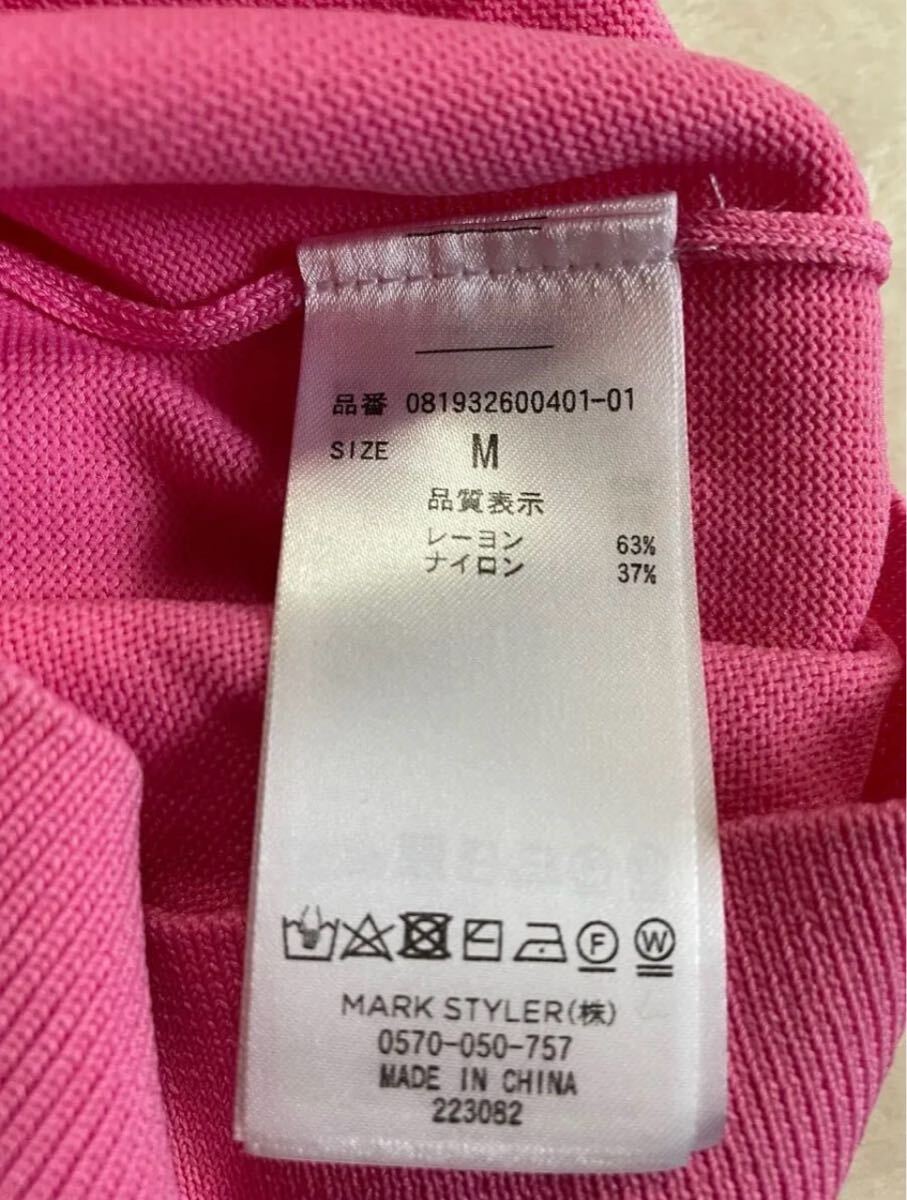 品番 081932600401-01
SIZE M
品質表示
レーヨン 63%
ナイロン 37%
F W
MARK STYLER(株)
0570-050-757
MADE IN CHINA
223082